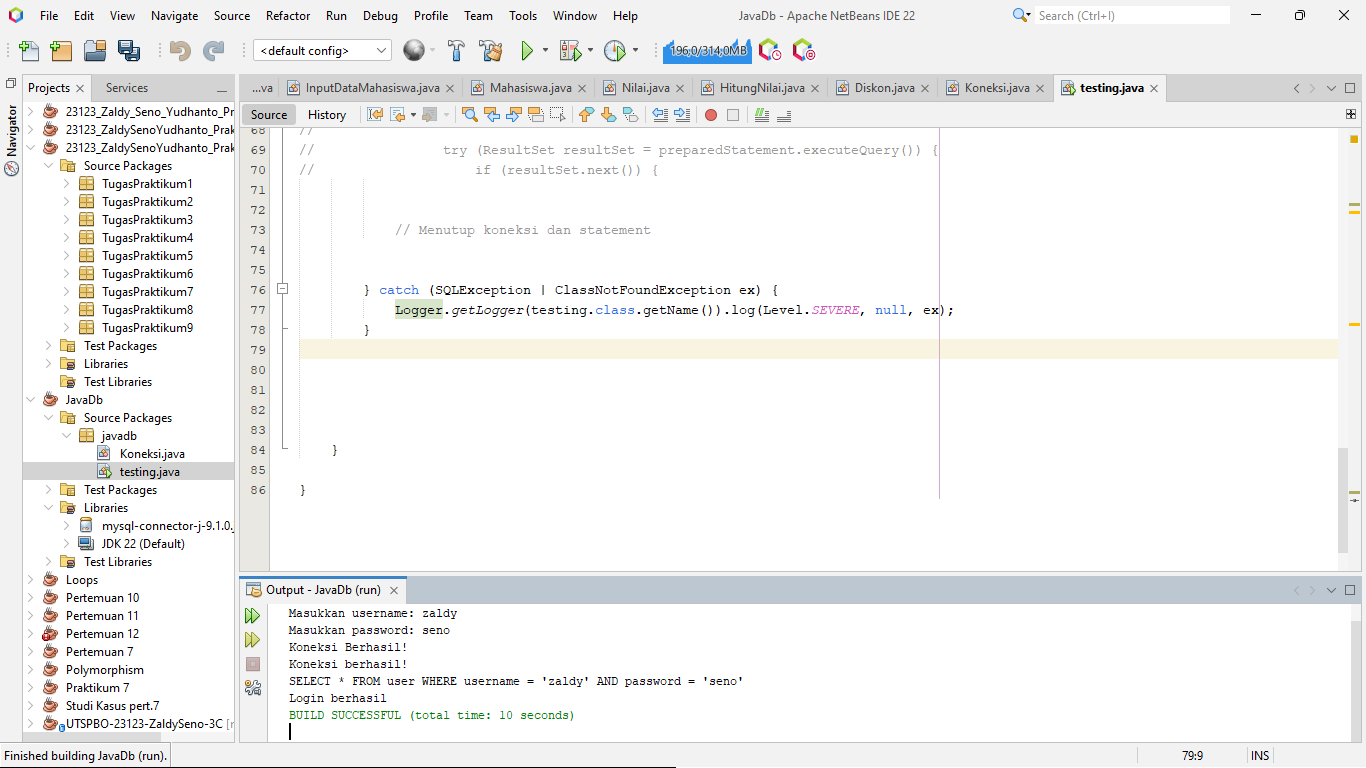 File Edit View Navigate Source Refactor Run Debug Profile Team Tools Window Help JavaDb - Apache NetBeans IDE 22 Search (Ctrl+I)
<default config> 196,0/314,0MB
Projects Services
Navigator
23123_Zaldy_Seno_Yudhanto_Pr
23123_ZaldySenoYudhanto_Prak
23123_ZaldySenoYudhanto_Prak
Source Packages
TugasPraktikum1
TugasPraktikum2
TugasPraktikum3
TugasPraktikum4
TugasPraktikum5
TugasPraktikum6
TugasPraktikum7
TugasPraktikum8
TugasPraktikum9
Test Packages
Libraries
Test Libraries
JavaDb
Source Packages
javadb
Koneksi.java
testing.java
Test Packages
Libraries
mysql-connector-j-9.1.0.
JDK 22 (Default)
Test Libraries
Loops
Pertemuan 10
Pertemuan 11
Pertemuan 12
Pertemuan 7
Polymorphism
Praktikum 7
Studi Kasus pert.7
UTSPBO-23123-ZaldySeno-3C [r
...va InputDataMahasiswa.java Mahasiswa.java Nilai.java HitungNilai.java Diskon.java Koneksi.java testing.java
Source History
68 //
69 // try (ResultSet resultSet = preparedStatement.executeQuery()) {
70 // if (resultSet.next()) {
71
72
73 // Menutup koneksi dan statement
74
75
76 } catch (SQLException | ClassNotFoundException ex) {
77 Logger.getLogger(testing.class.getName()).log(Level.SEVERE, null, ex);
78 }
79
80
81
82
83
84 }
85
86 }
Output - JavaDb (run)
Masukkan username: zaldy
Masukkan password: seno
Koneksi Berhasil!
Koneksi berhasil!
SELECT * FROM user WHERE username = 'zaldy' AND password = 'seno'
Login berhasil
BUILD SUCCESSFUL (total time: 10 seconds)
Finished building JavaDb (run). 79:9 INS